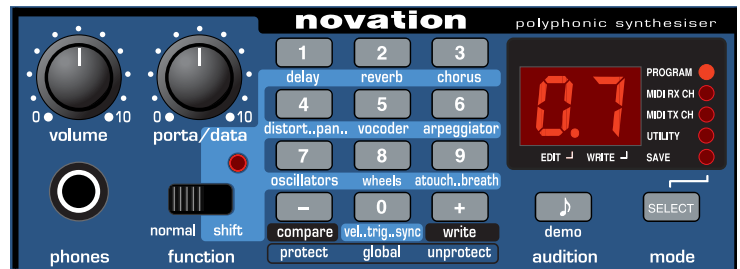 novation
polyphonic synthesiser
1 2 3
delay reverb chorus
4 5 6
distort..pan.. vocoder arpeggiator
7 8 9
oscillators wheels atouch..breath
– 0 +
compare vel..trig..sync write
protect global unprotect
0 10
volume
0 10
porta/data
phones
normal shift
function
0.7
EDIT WRITE
PROGRAM
MIDI RX CH
MIDI TX CH
UTILITY
SAVE
demo
audition
SELECT
mode